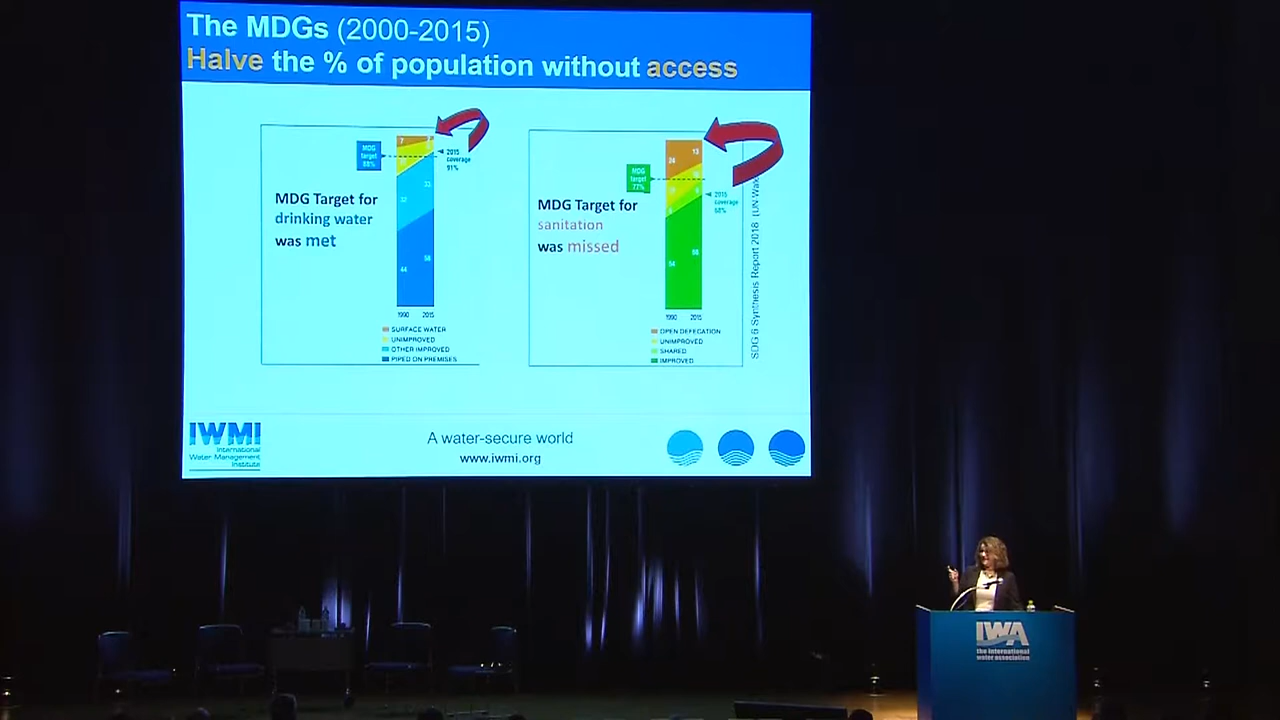 The MDGs (2000-2015)
Halve the % of population without access
MDG Target for
drinking water
was met
MDG
target
88%
7
2015
coverage
91%
33
32
58
44
1990 2015
SURFACE WATER
UNIMPROVED
OTHER IMPROVED
PIPED ON PREMISES
MDG Target for
sanitation
was missed
MDG
target
77%
13
24
2015
coverage
68%
68
54
1990 2015
OPEN DEFECATION
UNIMPROVED
SHARED
IMPROVED
SDG 6 Synthesis Report 2018
IWMI
International
Water Management
Institute
A water-secure world
www.iwmi.org
IWA
the international
water association